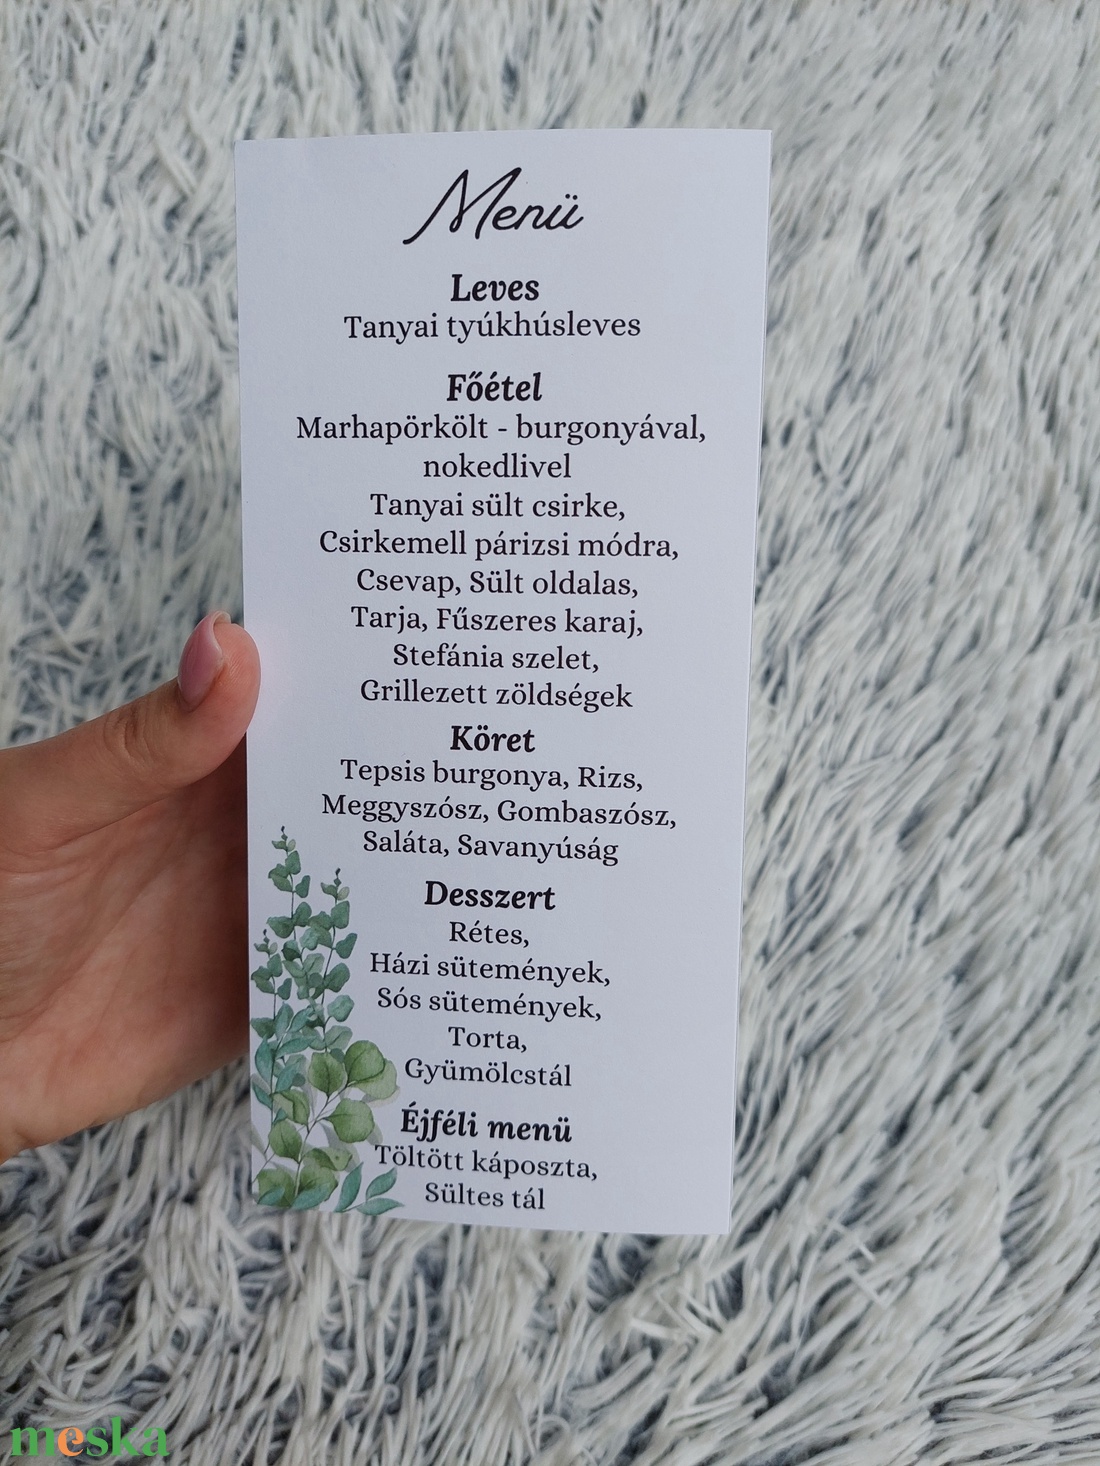 Menü
Leves
Tanyai tyúkhúsleves
Főétel
Marhapörkölt - burgonyával,
nokedlivel
Tanyai sült csirke,
Csirkemell párizsi módra,
Csevap, Sült oldalas,
Tarja, Fűszeres karaj,
Stefánia szelet,
Grillezett zöldségek
Köret
Tepsis burgonya, Rizs,
Meggyszósz, Gombaszósz,
Saláta, Savanyúság
Desszert
Rétes,
Házi sütemények,
Sós sütemények,
Torta,
Gyümölcstál
Éjféli menü
Töltött káposzta,
Sültes tál
meska